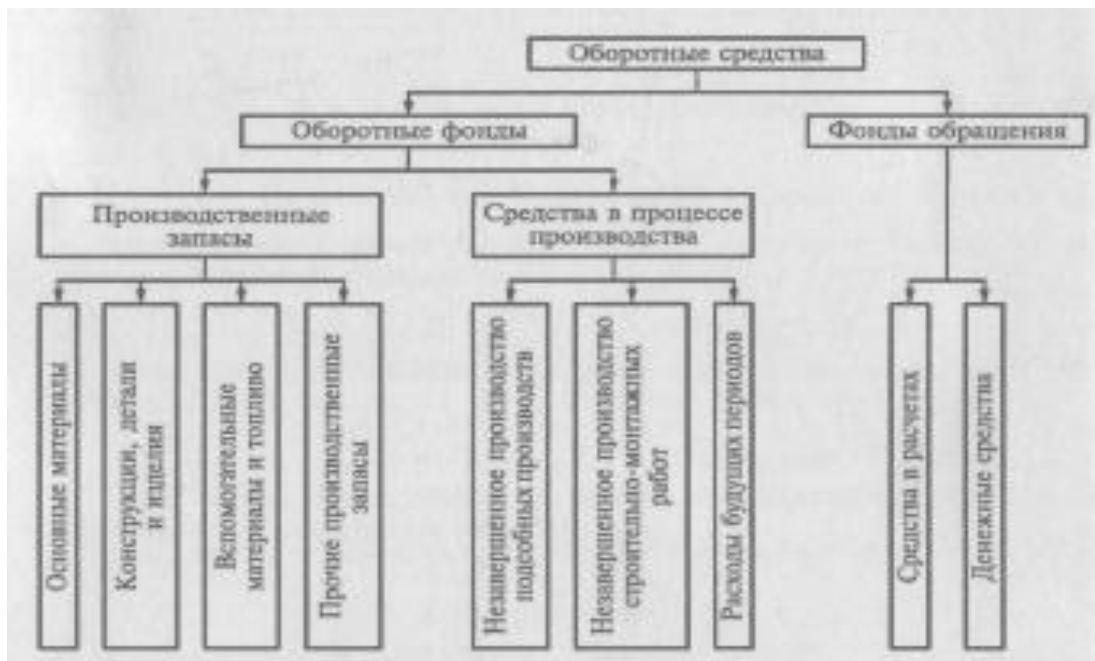 Оборотные средства
Оборотные фонды
Фонды обращения
Производственные
запасы
Средства в процессе
производства
Основные материалы
Конструкции, детали
и изделия
Вспомогательные
материалы и топливо
Прочие производственные
запасы
Незавершенное производство
подсобных производств
Незавершенное производство
строительно-монтажных
работ
Расходы будущих периодов
Средства в расчетах
Денежные средства